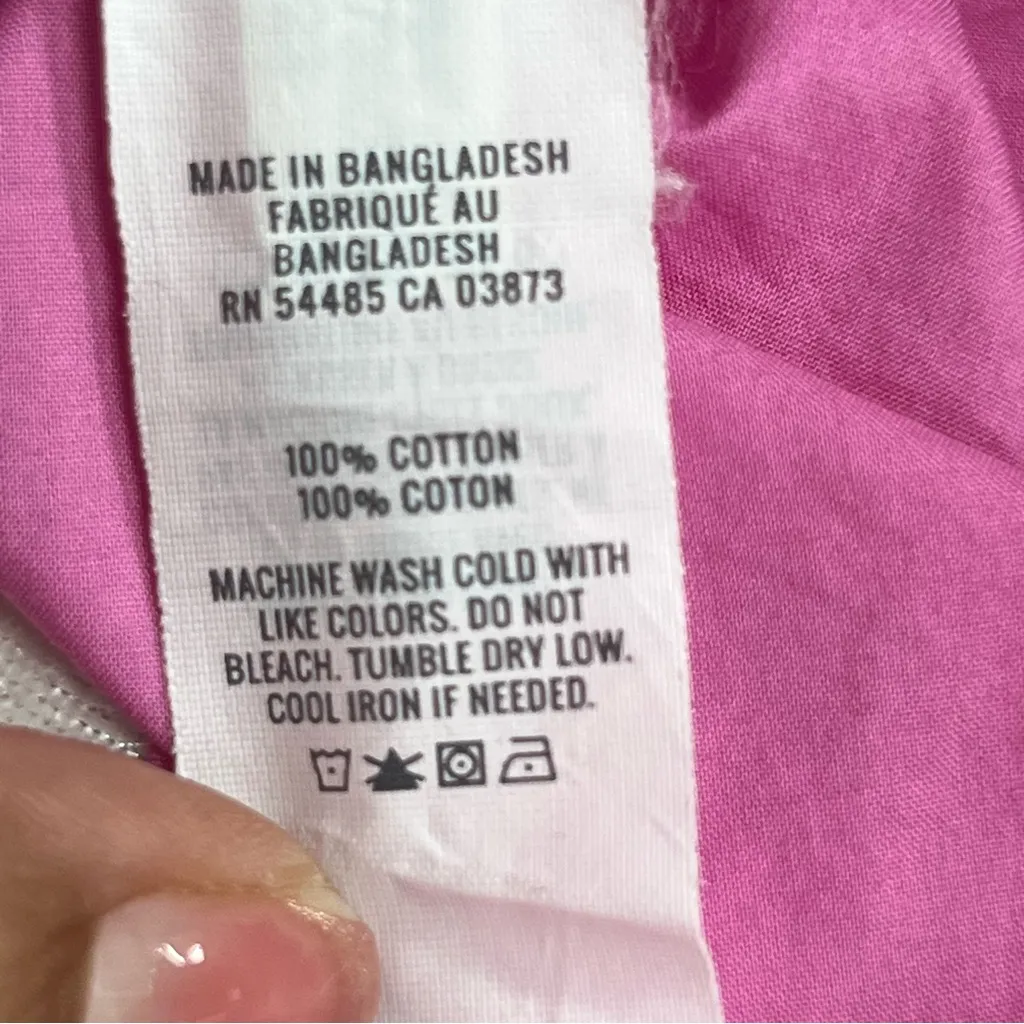 MADE IN BANGLADESH
FABRIQUÉ AU
BANGLADESH
RN 54485 CA 03873
100% COTTON
100% COTON
MACHINE WASH COLD WITH
LIKE COLORS. DO NOT
BLEACH. TUMBLE DRY LOW.
COOL IRON IF NEEDED.